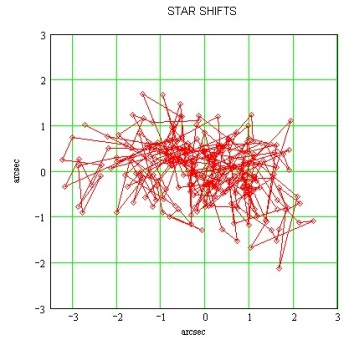 STAR SHIFTS
3
2
1
0
-1
-2
-3
arcsec
-3 -2 -1 0 1 2 3
arcsec